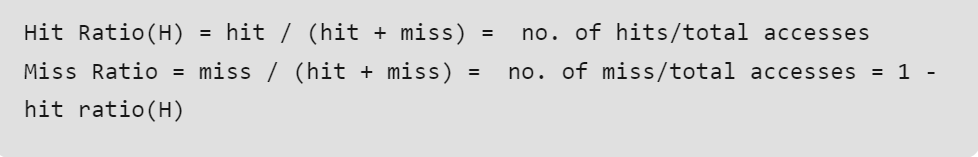 Hit Ratio(H) = hit / (hit + miss) =  no. of hits/total accesses
Miss Ratio = miss / (hit + miss) =  no. of miss/total accesses = 1 -
hit ratio(H)